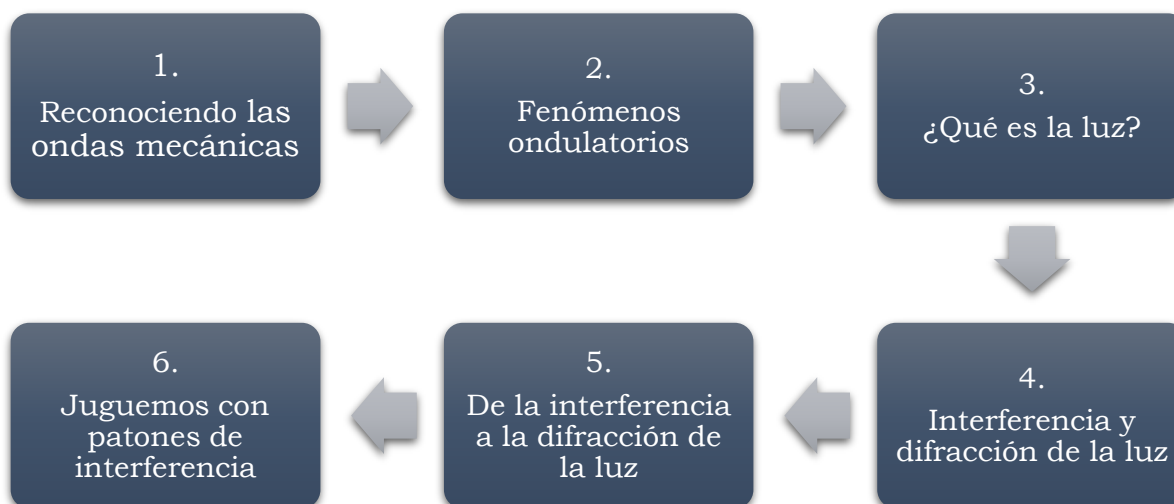 1.
Reconociendo las
ondas mecánicas
2.
Fenómenos
ondulatorios
3.
¿Qué es la luz?
4.
Interferencia y
difracción de la luz
5.
De la interferencia
a la difracción de
la luz
6.
Juguemos con
patones de
interferencia